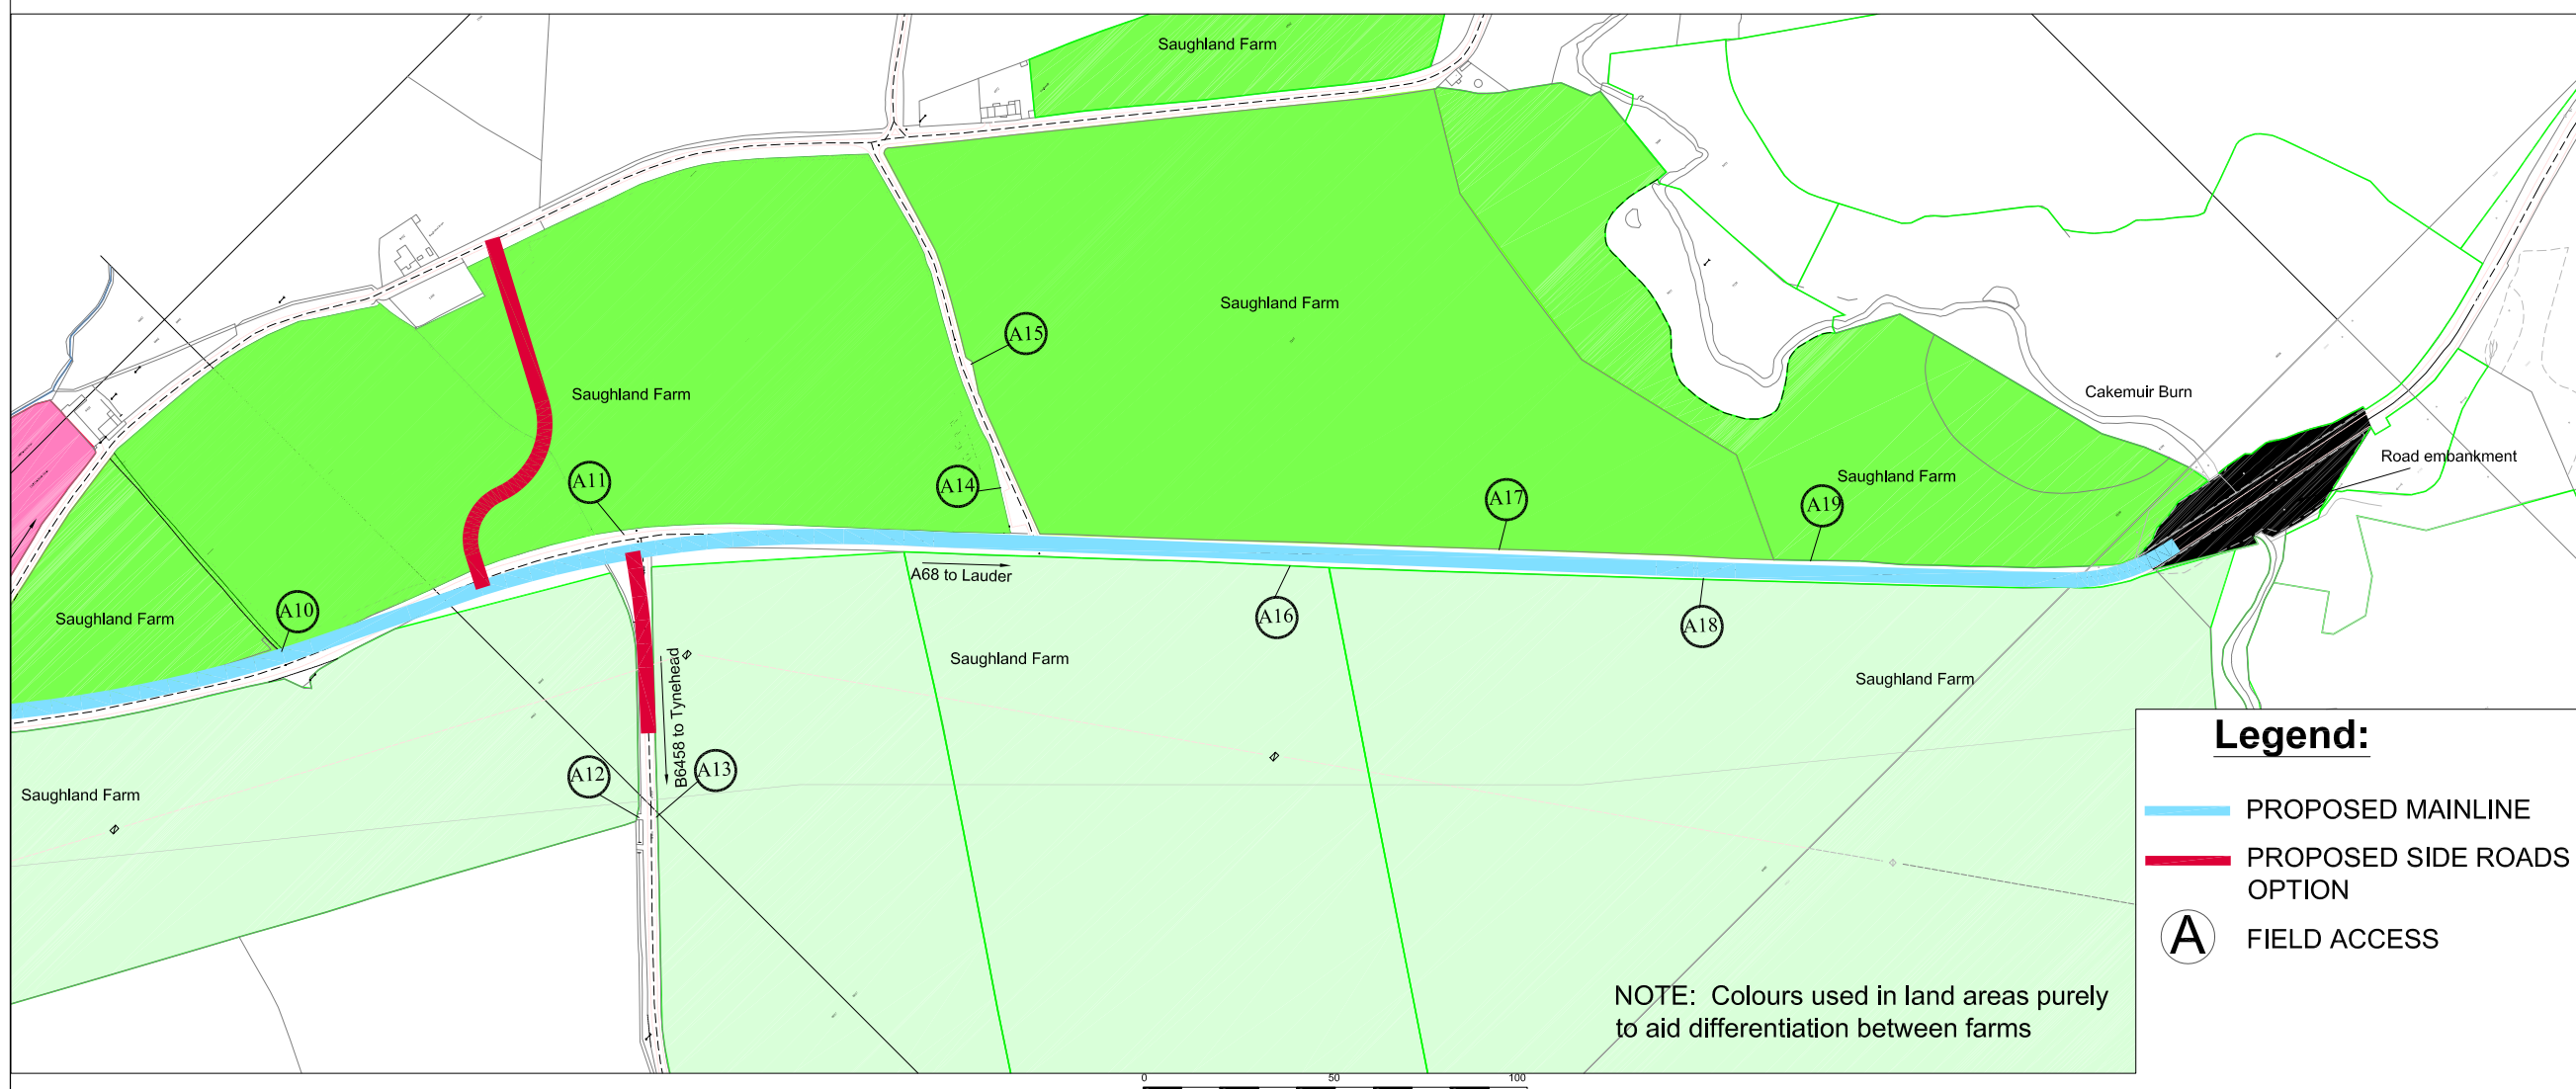 Saughland Farm
Saughland Farm
A15
Saughland Farm
Cakemuir Burn
Road embankment
Saughland Farm
A11
A14
A17
A19
A10
Saughland Farm
A68 to Lauder
A16
A18
Saughland Farm
Saughland Farm
B6458 to Tynehead
A12
A13
Saughland Farm
Legend:
PROPOSED MAINLINE
PROPOSED SIDE ROADS
OPTION
A
FIELD ACCESS
NOTE: Colours used in land areas purely
to aid differentiation between farms
0 50 100